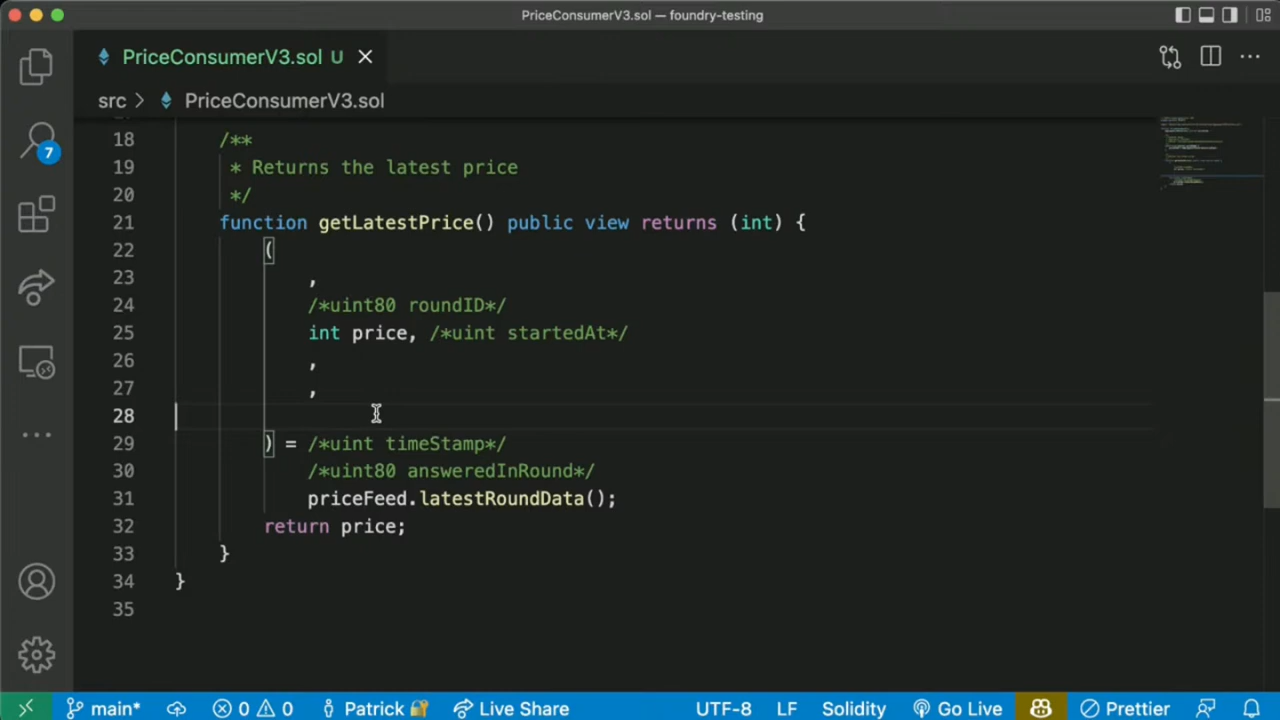 PriceConsumerV3.sol — foundry-testing
PriceConsumerV3.sol U
src > PriceConsumerV3.sol
18 /**
19 * Returns the latest price
20 */
21 function getLatestPrice() public view returns (int) {
22 (
23 ,
24 /*uint80 roundID*/
25 int price, /*uint startedAt*/
26 ,
27 ,
28
29 ) = /*uint timeStamp*/
30 /*uint80 answeredInRound*/
31 priceFeed.latestRoundData();
32 return price;
33 }
34 }
35
7
main* 0 0 Patrick 🔐 Live Share UTF-8 LF Solidity Go Live Prettier